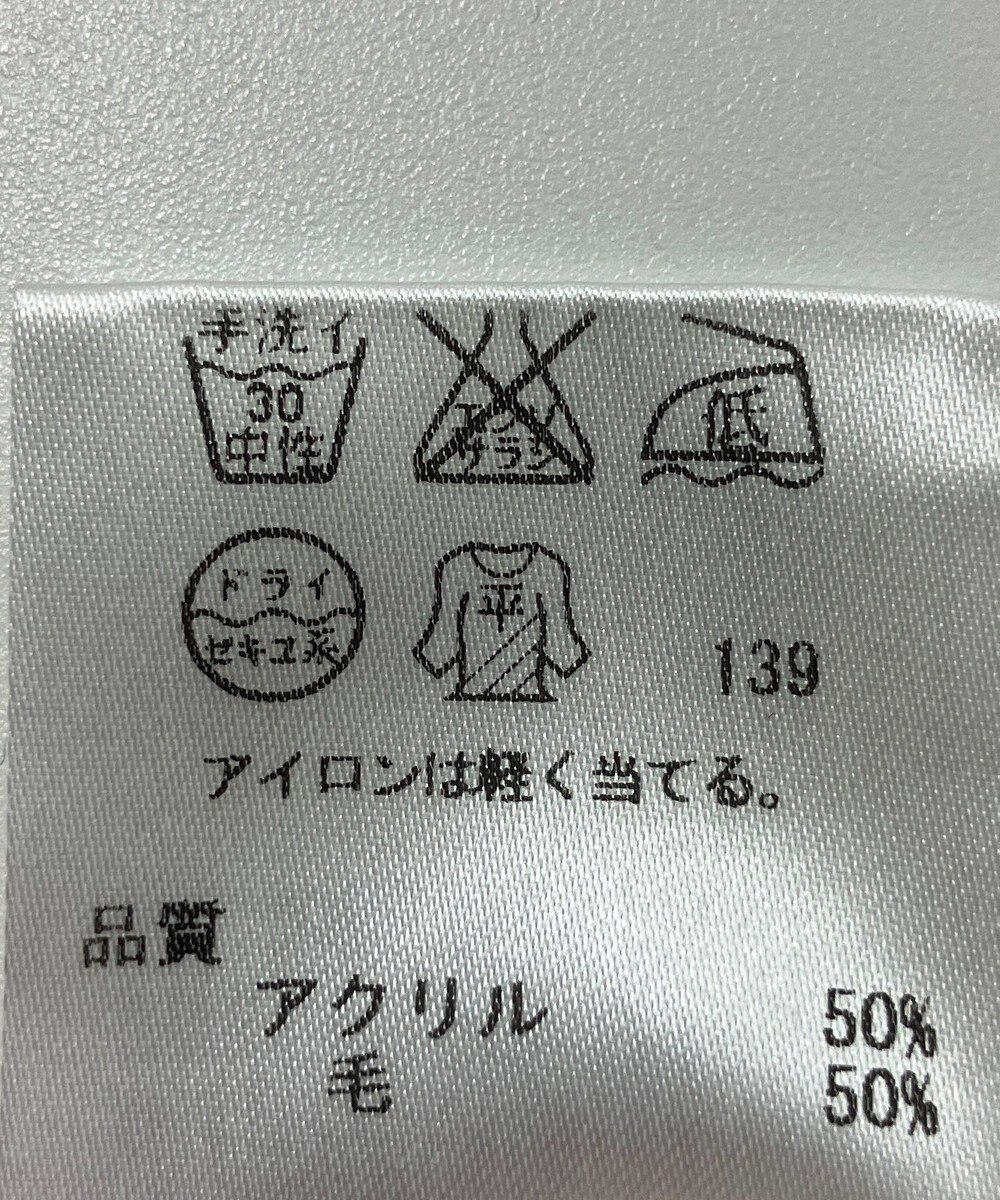 手洗イ
30
中性
エンソ
サラシ
低
ドライ
セキユ系
平
139
アイロンは軽く当てる。
品質
アクリル 50%
毛 50%